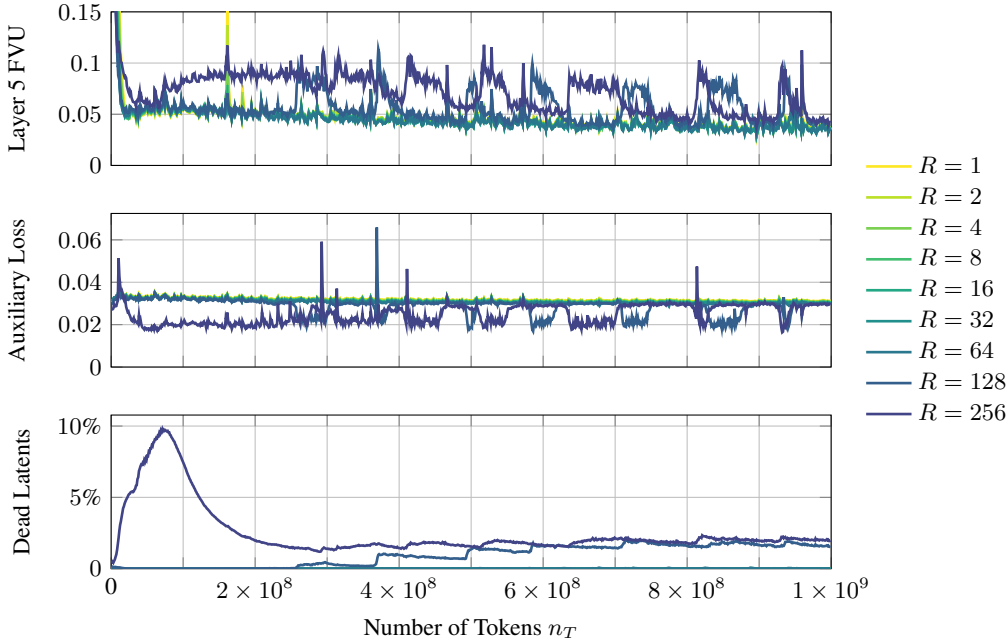 Layer 5 FVU
0.15
0.1
0.05
0
Auxiliary Loss
0.06
0.04
0.02
0
Dead Latents
10%
5%
0
0 2 × 10^8 4 × 10^8 6 × 10^8 8 × 10^8 1 × 10^9
Number of Tokens n_T
R = 1
R = 2
R = 4
R = 8
R = 16
R = 32
R = 64
R = 128
R = 256